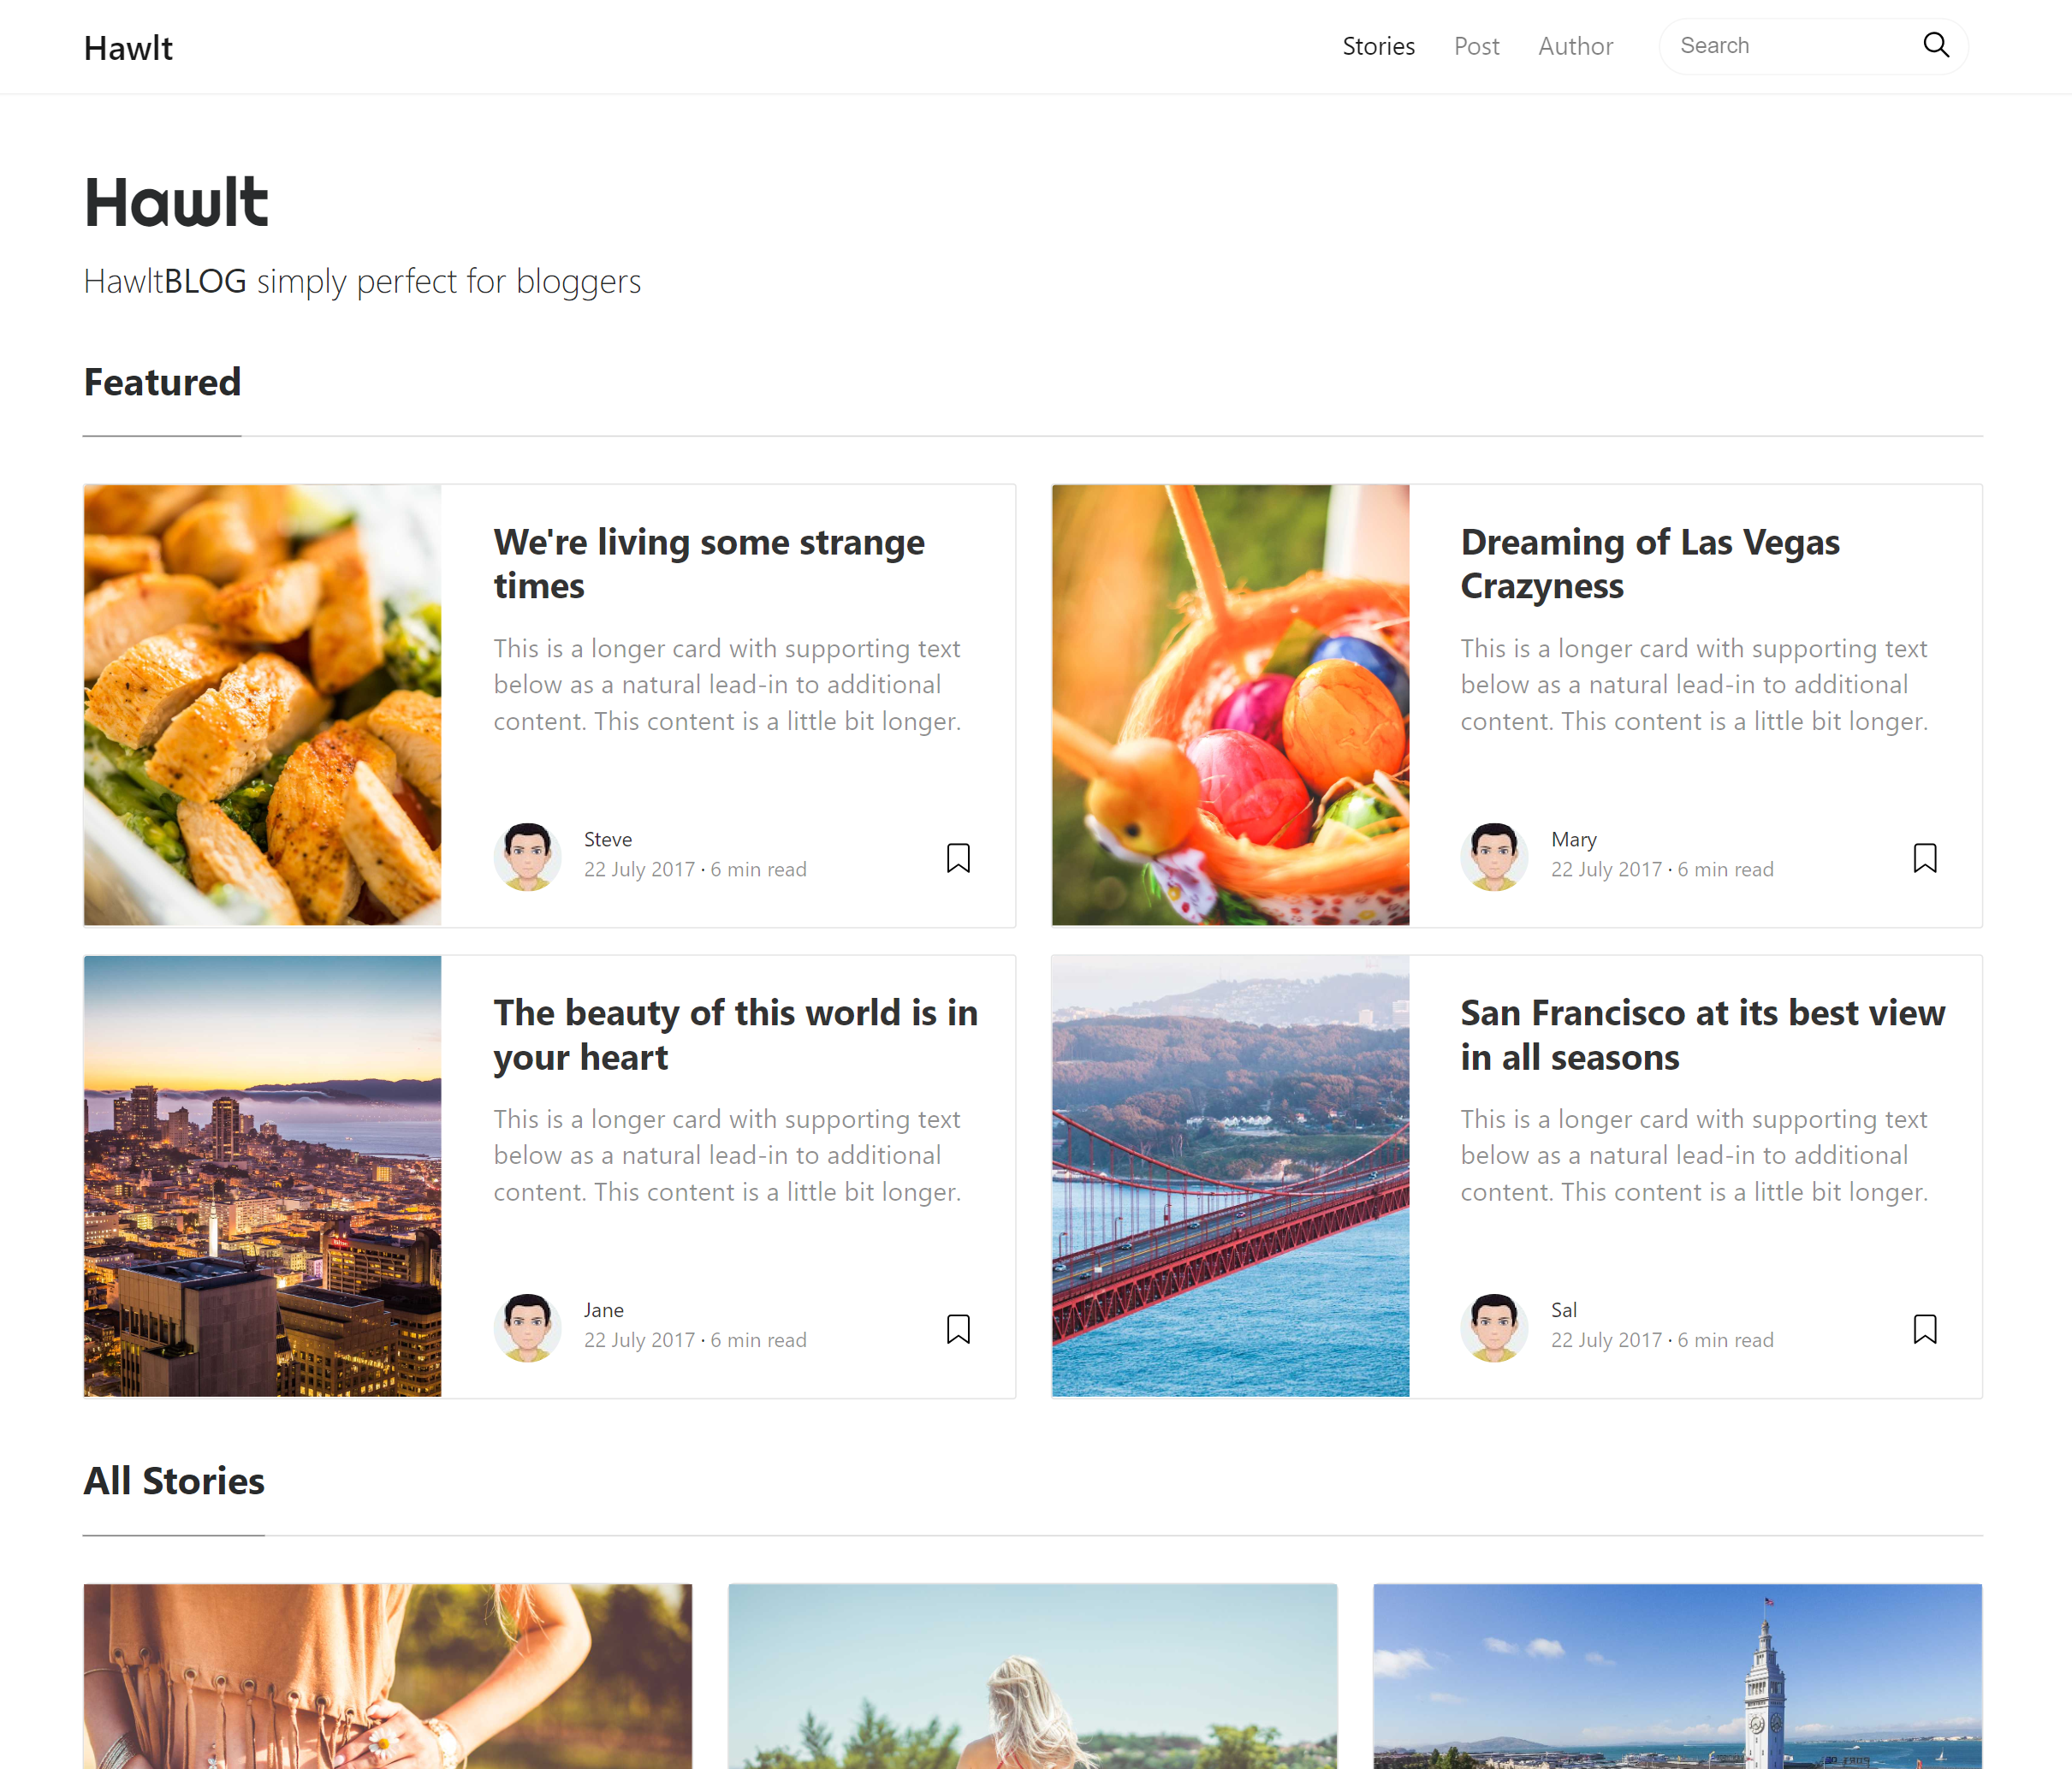 Hawlt
Stories Post Author Search
Hawlt
HawltBLOG simply perfect for bloggers
Featured
We're living some strange
times
This is a longer card with supporting text
below as a natural lead-in to additional
content. This content is a little bit longer.
Steve
22 July 2017 · 6 min read
Dreaming of Las Vegas
Crazyness
This is a longer card with supporting text
below as a natural lead-in to additional
content. This content is a little bit longer.
Mary
22 July 2017 · 6 min read
The beauty of this world is in
your heart
This is a longer card with supporting text
below as a natural lead-in to additional
content. This content is a little bit longer.
Jane
22 July 2017 · 6 min read
San Francisco at its best view
in all seasons
This is a longer card with supporting text
below as a natural lead-in to additional
content. This content is a little bit longer.
Sal
22 July 2017 · 6 min read
All Stories